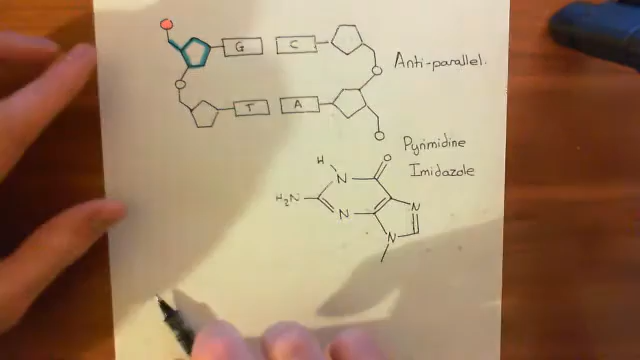 G C
Anti-parallel.
T A
Pyrimidine
Imidazole
H
O
N
H₂N
N
N
N